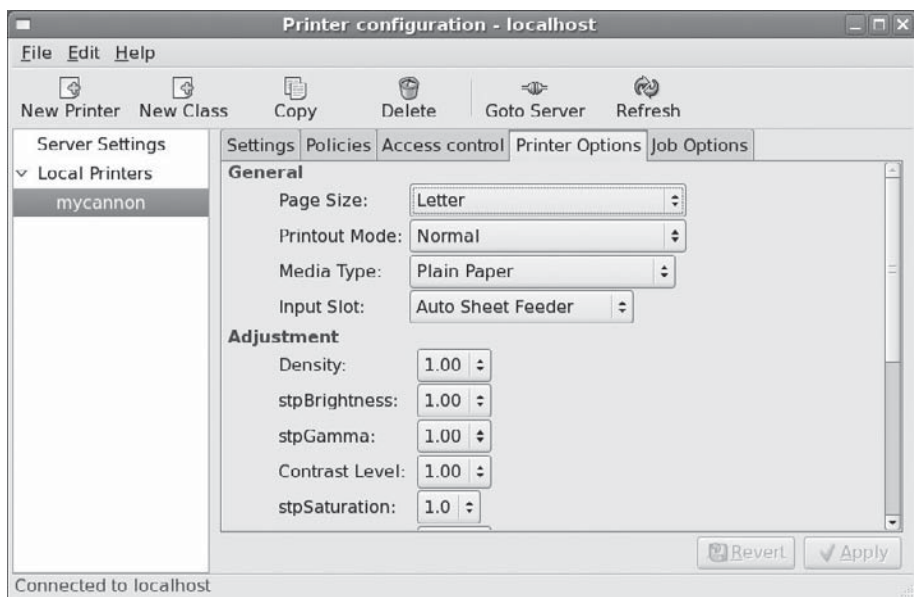 Printer configuration - localhost
File Edit Help
New Printer New Class Copy Delete Goto Server Refresh
Server Settings
Local Printers
mycannon
Settings Policies Access control Printer Options Job Options
General
Page Size: Letter
Printout Mode: Normal
Media Type: Plain Paper
Input Slot: Auto Sheet Feeder
Adjustment
Density: 1.00
stpBrightness: 1.00
stpGamma: 1.00
Contrast Level: 1.00
stpSaturation: 1.0
Revert Apply
Connected to localhost